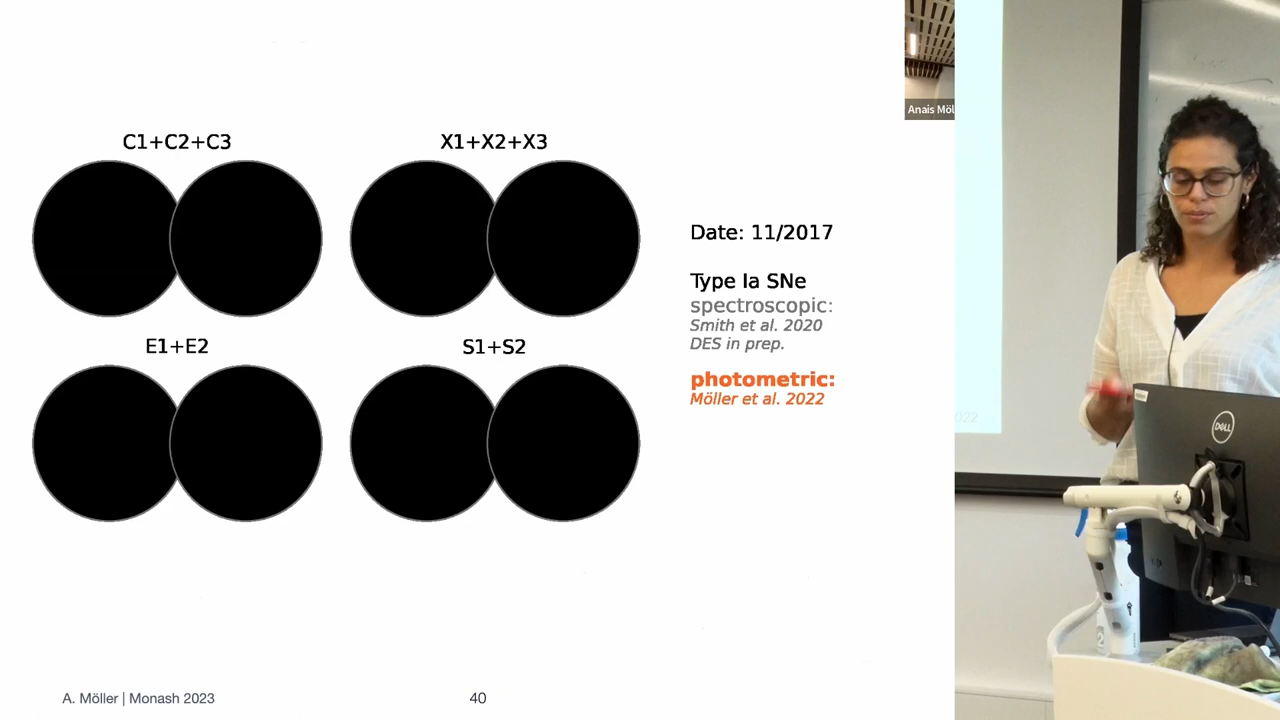 C1+C2+C3
X1+X2+X3
E1+E2
S1+S2
Date: 11/2017
Type Ia SNe
spectroscopic:
Smith et al. 2020
DES in prep.
photometric:
Möller et al. 2022
A. Möller | Monash 2023
40
Anais Möl
DELL
022